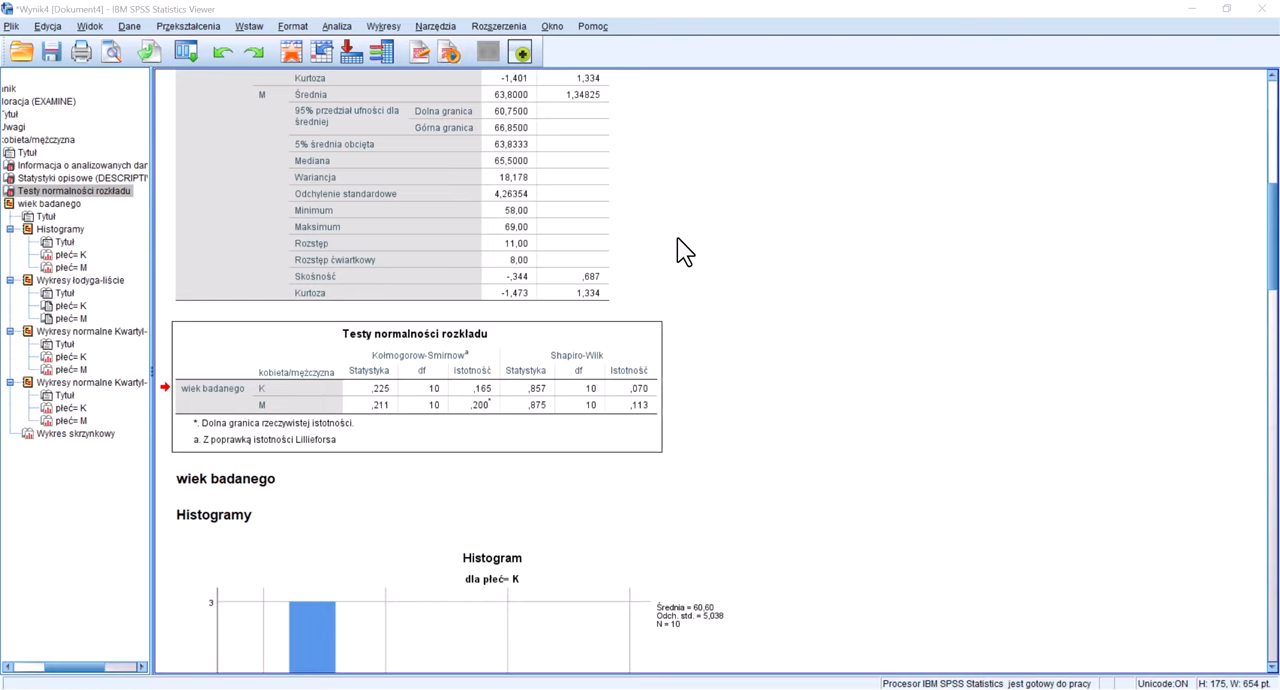 *Wynik4 [Dokument4] - IBM SPSS Statistics Viewer
Plik Edycja Widok Dane Przekształcenia Wstaw Format Analiza Wykresy Narzędzia Rozszerzenia Okno Pomoc
nik
loracja (EXAMINE)
Tytuł
Uwagi
kobieta/mężczyzna
Tytuł
Informacja o analizowanych dan
Statystyki opisowe (DESCRIPTI
Testy normalności rozkładu
wiek badanego
Tytuł
Histogramy
Tytuł
płeć= K
płeć= M
Wykresy łodyga-liście
Tytuł
płeć= K
płeć= M
Wykresy normalne Kwartyl-
Tytuł
płeć= K
płeć= M
Wykresy normalne Kwartyl-
Tytuł
płeć= K
płeć= M
Wykres skrzynkowy
Kurtoza -1,401 1,334
M Średnia 63,8000 1,34825
95% przedział ufności dla średniej Dolna granica 60,7500
Górna granica 66,8500
5% średnia obcięta 63,8333
Mediana 65,5000
Wariancja 18,178
Odchylenie standardowe 4,26354
Minimum 58,00
Maksimum 69,00
Rozstęp 11,00
Rozstęp ćwiartkowy 8,00
Skośność -,344 ,687
Kurtoza -1,473 1,334
Testy normalności rozkładu
Kołmogorow-Smirnowᵃ Shapiro-Wilk
kobieta/mężczyzna Statystyka df Istotność Statystyka df Istotność
wiek badanego K ,225 10 ,165 ,857 10 ,070
M ,211 10 ,200* ,875 10 ,113
*. Dolna granica rzeczywistej istotności.
a. Z poprawką istotności Lillieforsa
wiek badanego
Histogramy
Histogram
dla płeć= K
3
Średnia = 60,60
Odch. std. = 5,038
N = 10
Procesor IBM SPSS Statistics jest gotowy do pracy Unicode:ON H: 175, W: 654 pt.